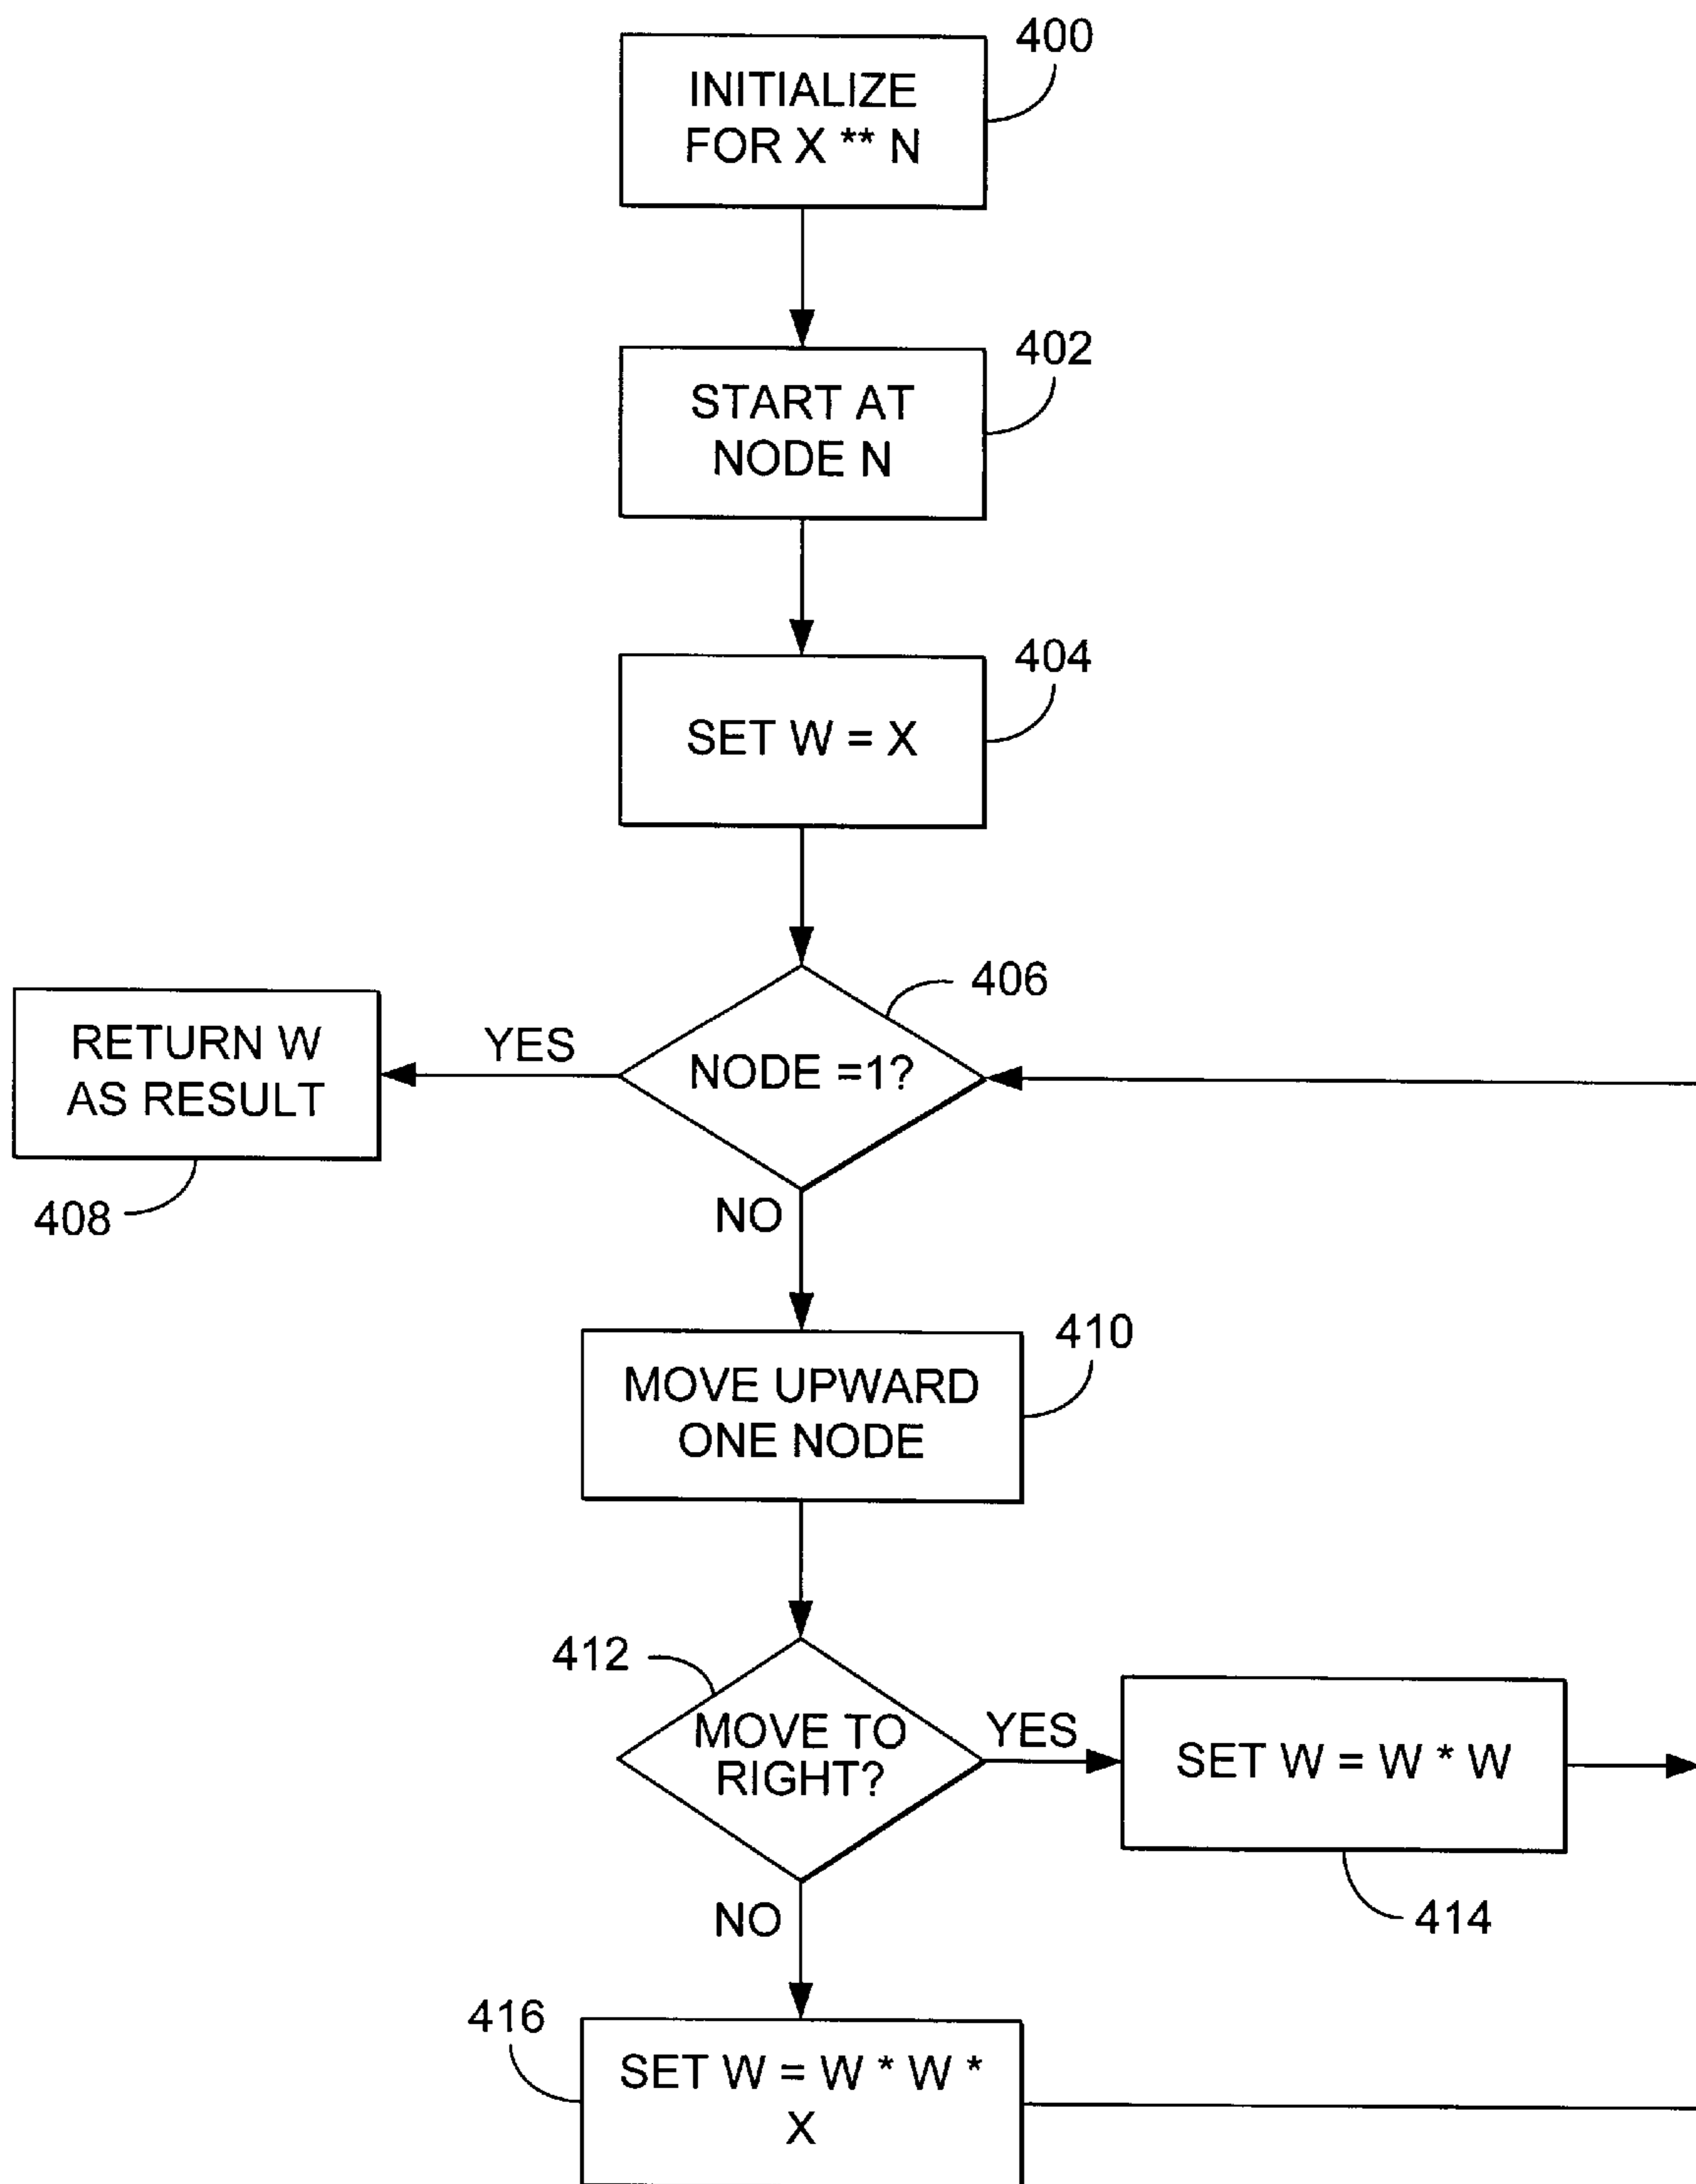 400
INITIALIZE
FOR X ** N
402
START AT
NODE N
404
SET W = X
406
NODE =1?
YES
RETURN W
AS RESULT
408
NO
410
MOVE UPWARD
ONE NODE
412
MOVE TO
RIGHT?
YES
SET W = W * W
414
NO
416
SET W = W * W *
X